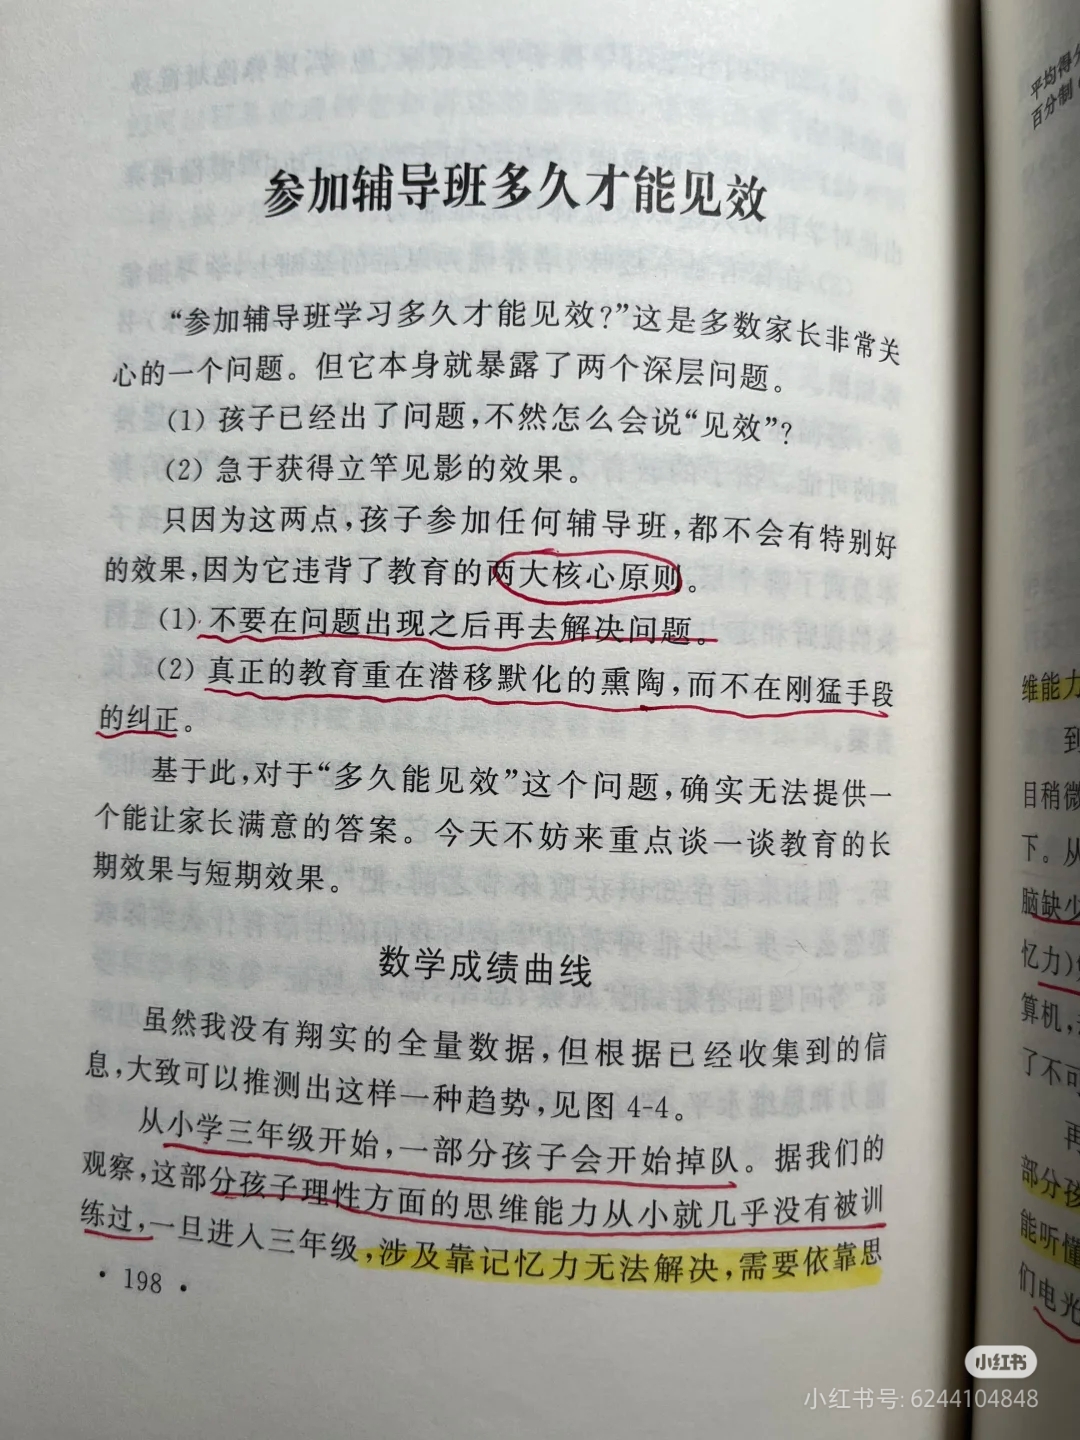 参加辅导班多久才能见效
“参加辅导班学习多久才能见效?”这是多数家长非常关
心的一个问题。但它本身就暴露了两个深层问题。
(1) 孩子已经出了问题,不然怎么会说“见效”?
(2) 急于获得立竿见影的效果。
只因为这两点,孩子参加任何辅导班,都不会有特别好
的效果,因为它违背了教育的两大核心原则。
(1) 不要在问题出现之后再去解决问题。
(2) 真正的教育重在潜移默化的熏陶,而不在刚猛手段
的纠正。
基于此,对于“多久能见效”这个问题,确实无法提供一
个能让家长满意的答案。今天不妨来重点谈一谈教育的长
期效果与短期效果。
数学成绩曲线
虽然我没有翔实的全量数据,但根据已经收集到的信
息,大致可以推测出这样一种趋势,见图 4-4。
从小学三年级开始,一部分孩子会开始掉队。据我们的
观察,这部分孩子理性方面的思维能力从小就几乎没有被训
练过,一旦进入三年级,涉及靠记忆力无法解决,需要依靠思
· 198 ·
平均得分
百分制
维能力
到
目稍微
下。从
脑缺少
忆力)
算机,
了不可
再
部分孩
能听懂
们电光
小红书
小红书号: 6244104848